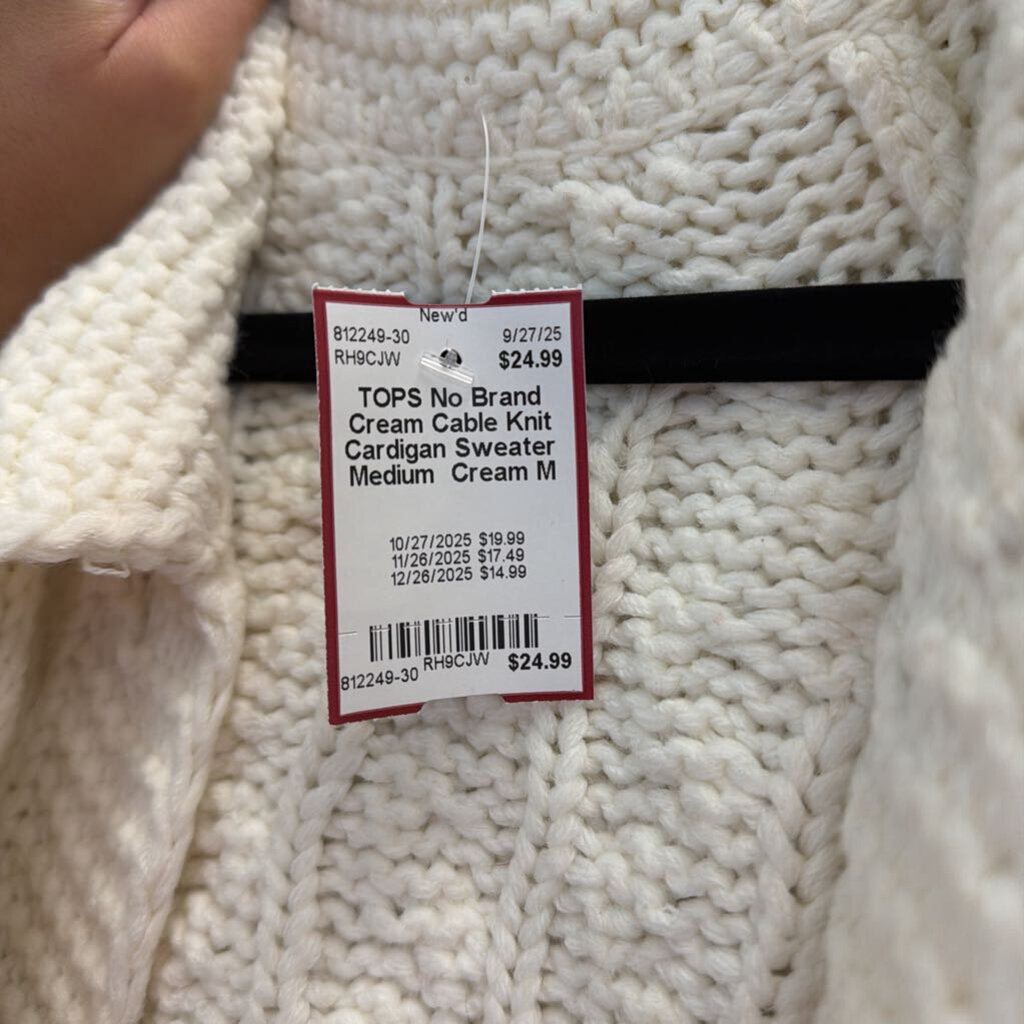 New'd
812249-30 9/27/25
RH9CJW $24.99
TOPS No Brand
Cream Cable Knit
Cardigan Sweater
Medium Cream M
10/27/2025 $19.99
11/26/2025 $17.49
12/26/2025 $14.99
812249-30 RH9CJW $24.99